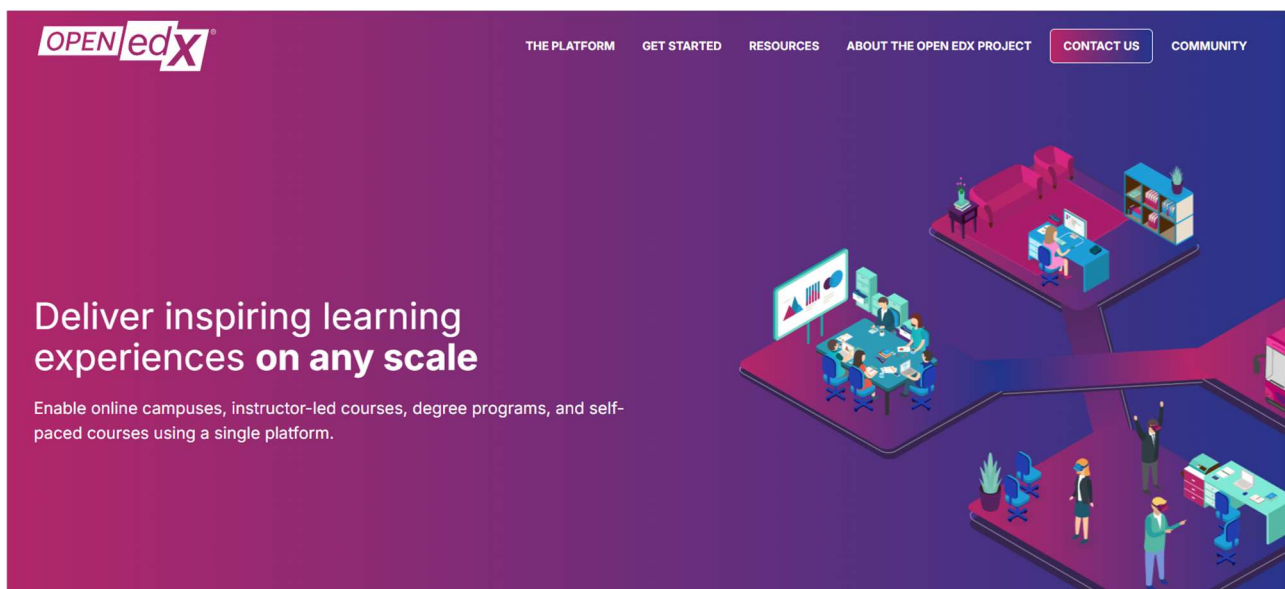 OPEN edX®
THE PLATFORM GET STARTED RESOURCES ABOUT THE OPEN EDX PROJECT CONTACT US COMMUNITY
Deliver inspiring learning
experiences on any scale
Enable online campuses, instructor-led courses, degree programs, and self-
paced courses using a single platform.